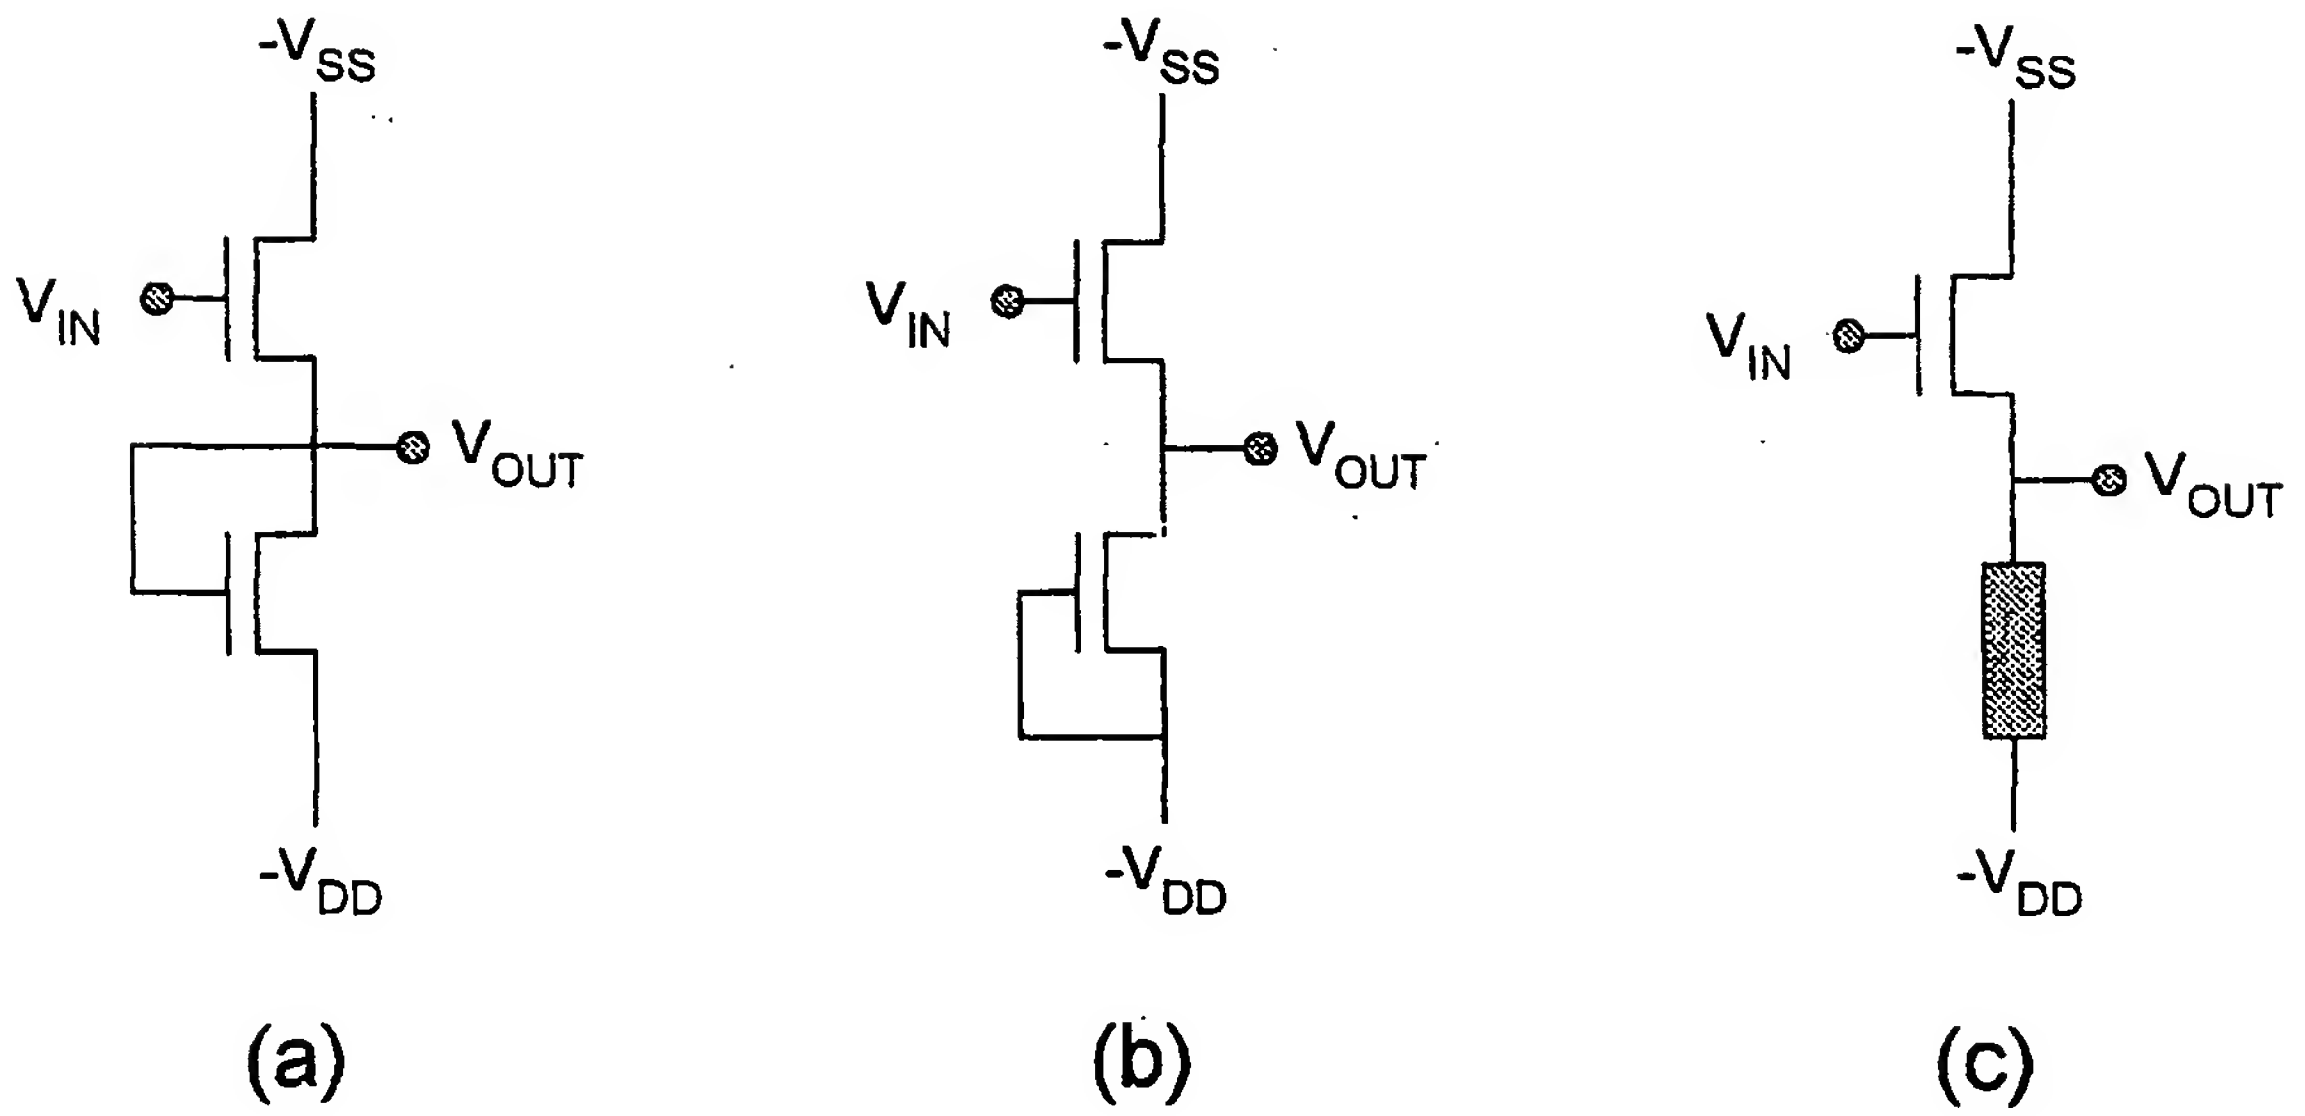 -VSS -VSS -VSS
VIN VIN VIN
VOUT VOUT VOUT
-VDD -VDD -VDD
(a) (b) (c)